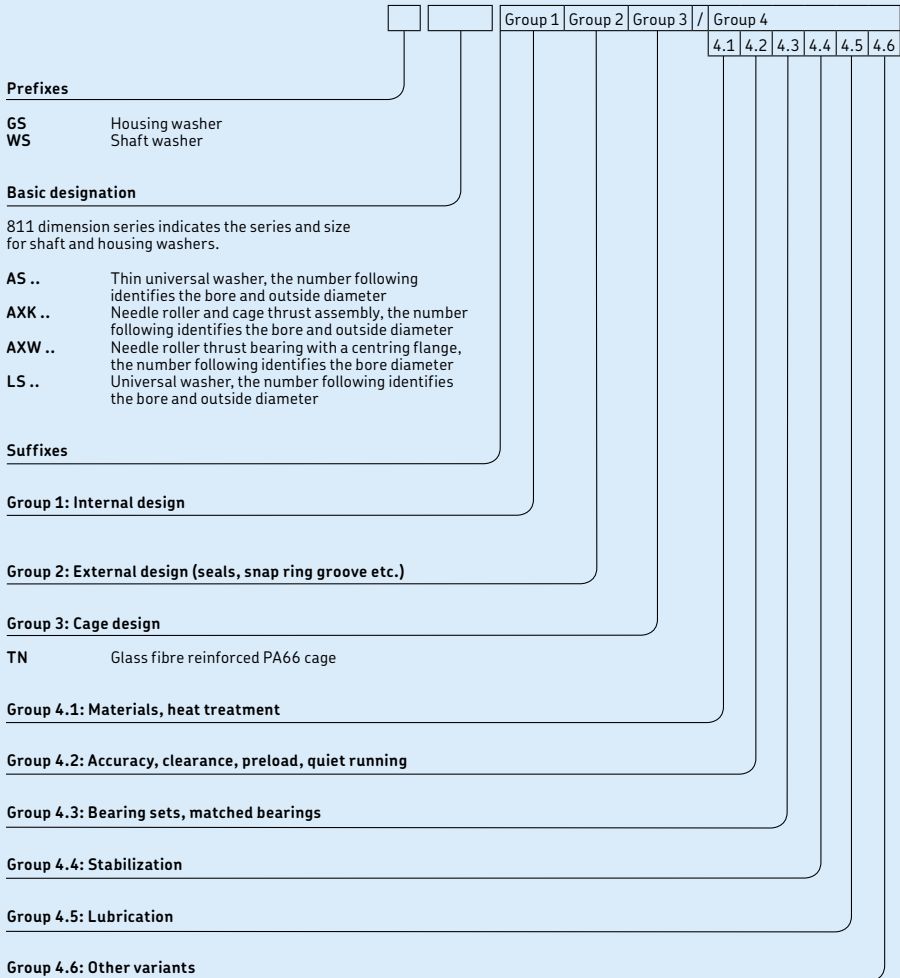 Group 1 Group 2 Group 3 / Group 4
4.1 4.2 4.3 4.4 4.5 4.6
Prefixes
GS Housing washer
WS Shaft washer
Basic designation
811 dimension series indicates the series and size
for shaft and housing washers.
AS .. Thin universal washer, the number following
identifies the bore and outside diameter
AXK .. Needle roller and cage thrust assembly, the number
following identifies the bore and outside diameter
AXW .. Needle roller thrust bearing with a centring flange,
the number following identifies the bore diameter
LS .. Universal washer, the number following identifies
the bore and outside diameter
Suffixes
Group 1: Internal design
Group 2: External design (seals, snap ring groove etc.)
Group 3: Cage design
TN Glass fibre reinforced PA66 cage
Group 4.1: Materials, heat treatment
Group 4.2: Accuracy, clearance, preload, quiet running
Group 4.3: Bearing sets, matched bearings
Group 4.4: Stabilization
Group 4.5: Lubrication
Group 4.6: Other variants